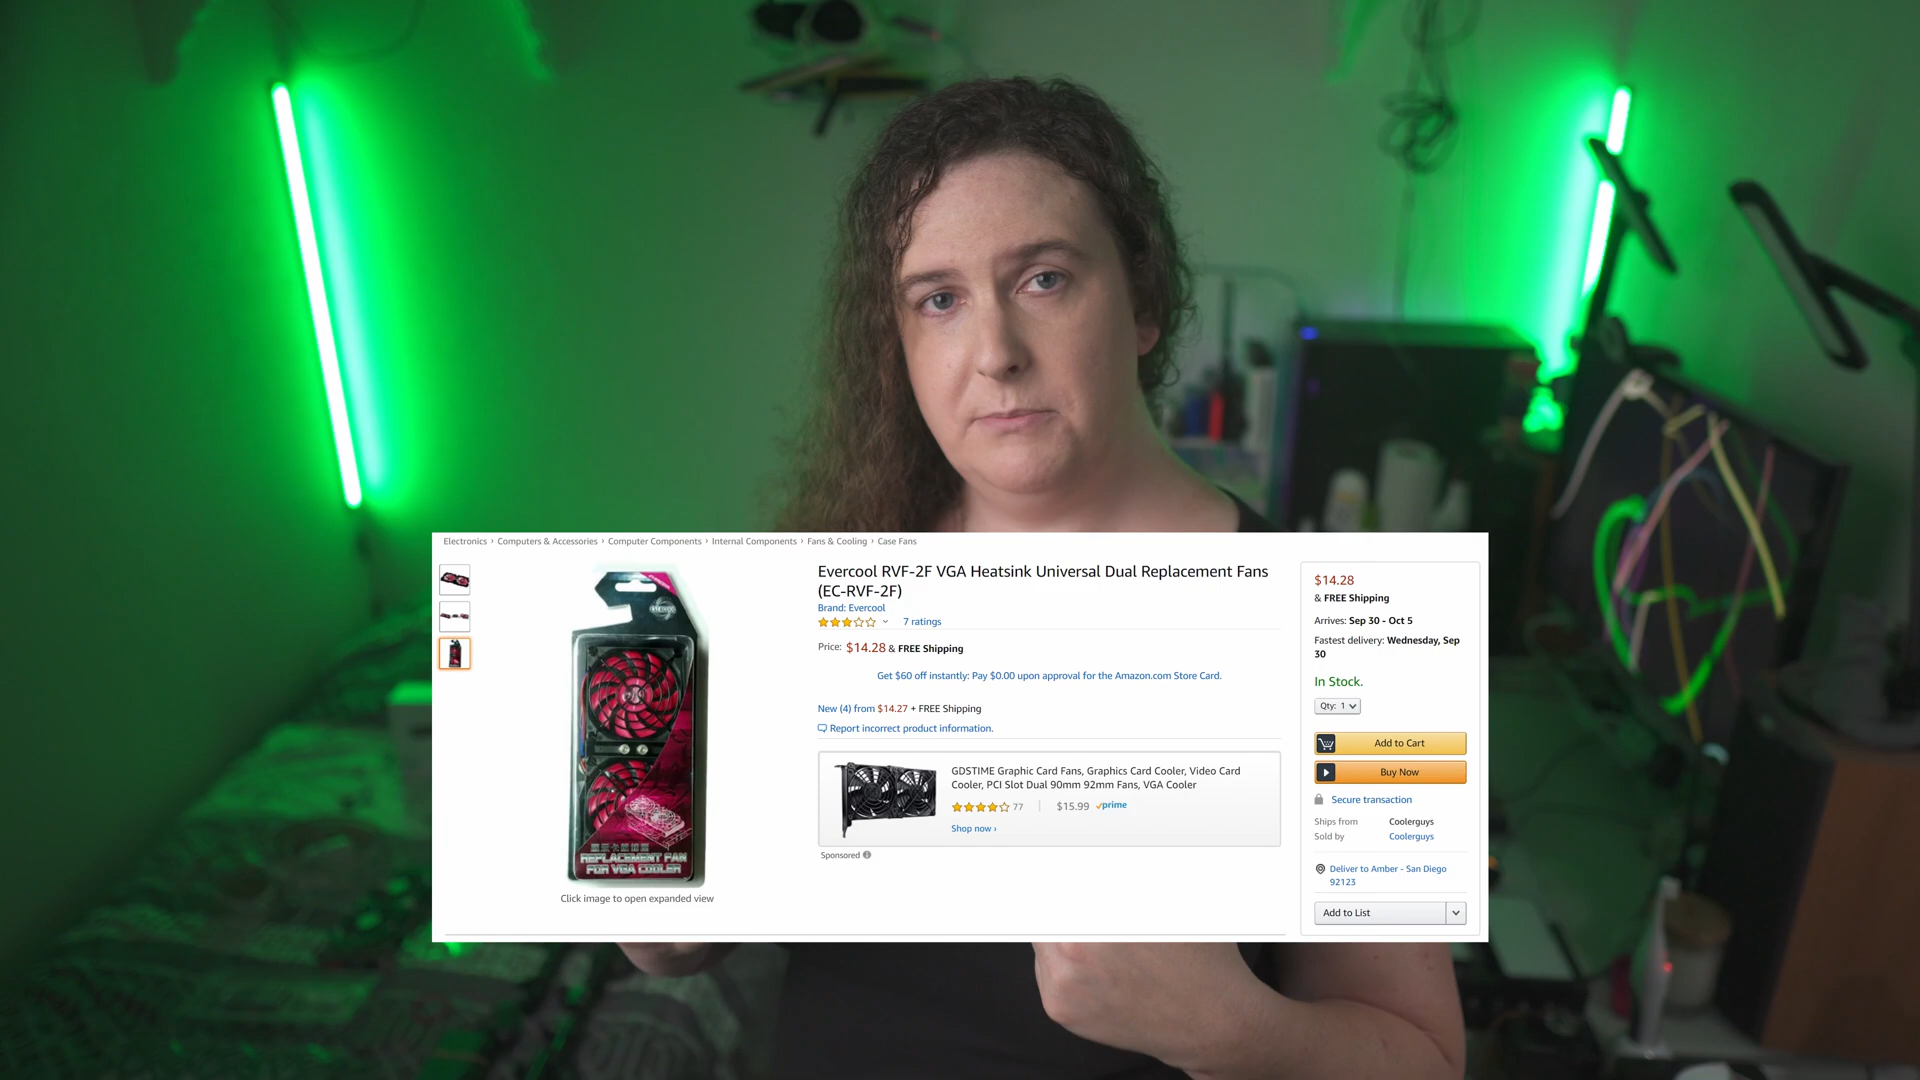 Electronics › Computers & Accessories › Computer Components › Internal Components › Fans & Cooling › Case Fans
REPLACEMENT FAN
FOR VGA COOLER
Click image to open expanded view
Evercool RVF-2F VGA Heatsink Universal Dual Replacement Fans
(EC-RVF-2F)
Brand: Evercool
7 ratings
Price: $14.28 & FREE Shipping
Get $60 off instantly: Pay $0.00 upon approval for the Amazon.com Store Card.
New (4) from $14.27 + FREE Shipping
Report incorrect product information.
GDSTIME Graphic Card Fans, Graphics Card Cooler, Video Card
Cooler, PCI Slot Dual 90mm 92mm Fans, VGA Cooler
77 $15.99 prime
Shop now ›
Sponsored
$14.28
& FREE Shipping
Arrives: Sep 30 - Oct 5
Fastest delivery: Wednesday, Sep
30
In Stock.
Qty: 1
Add to Cart
Buy Now
Secure transaction
Ships from Coolerguys
Sold by Coolerguys
Deliver to Amber - San Diego
92123
Add to List